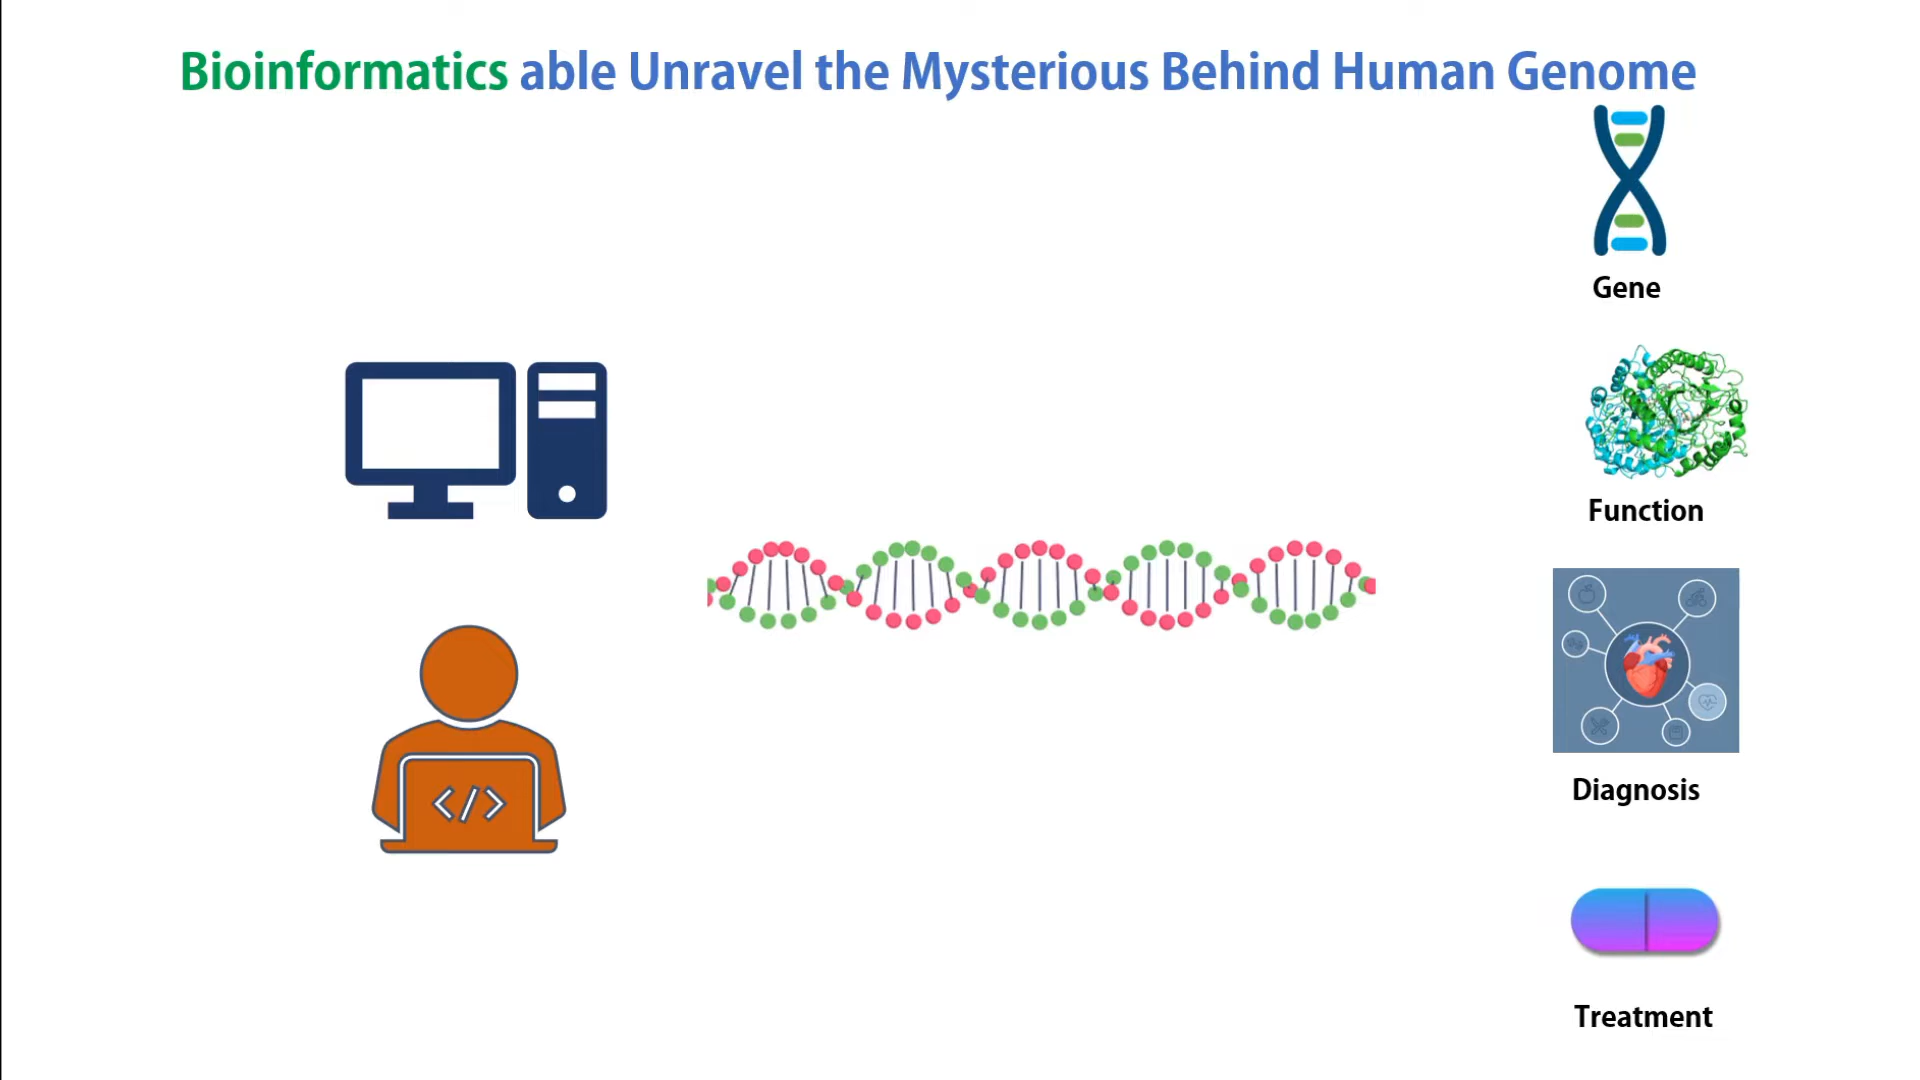 Bioinformatics able Unravel the Mysterious Behind Human Genome
Gene
Function
</>
Diagnosis
Treatment